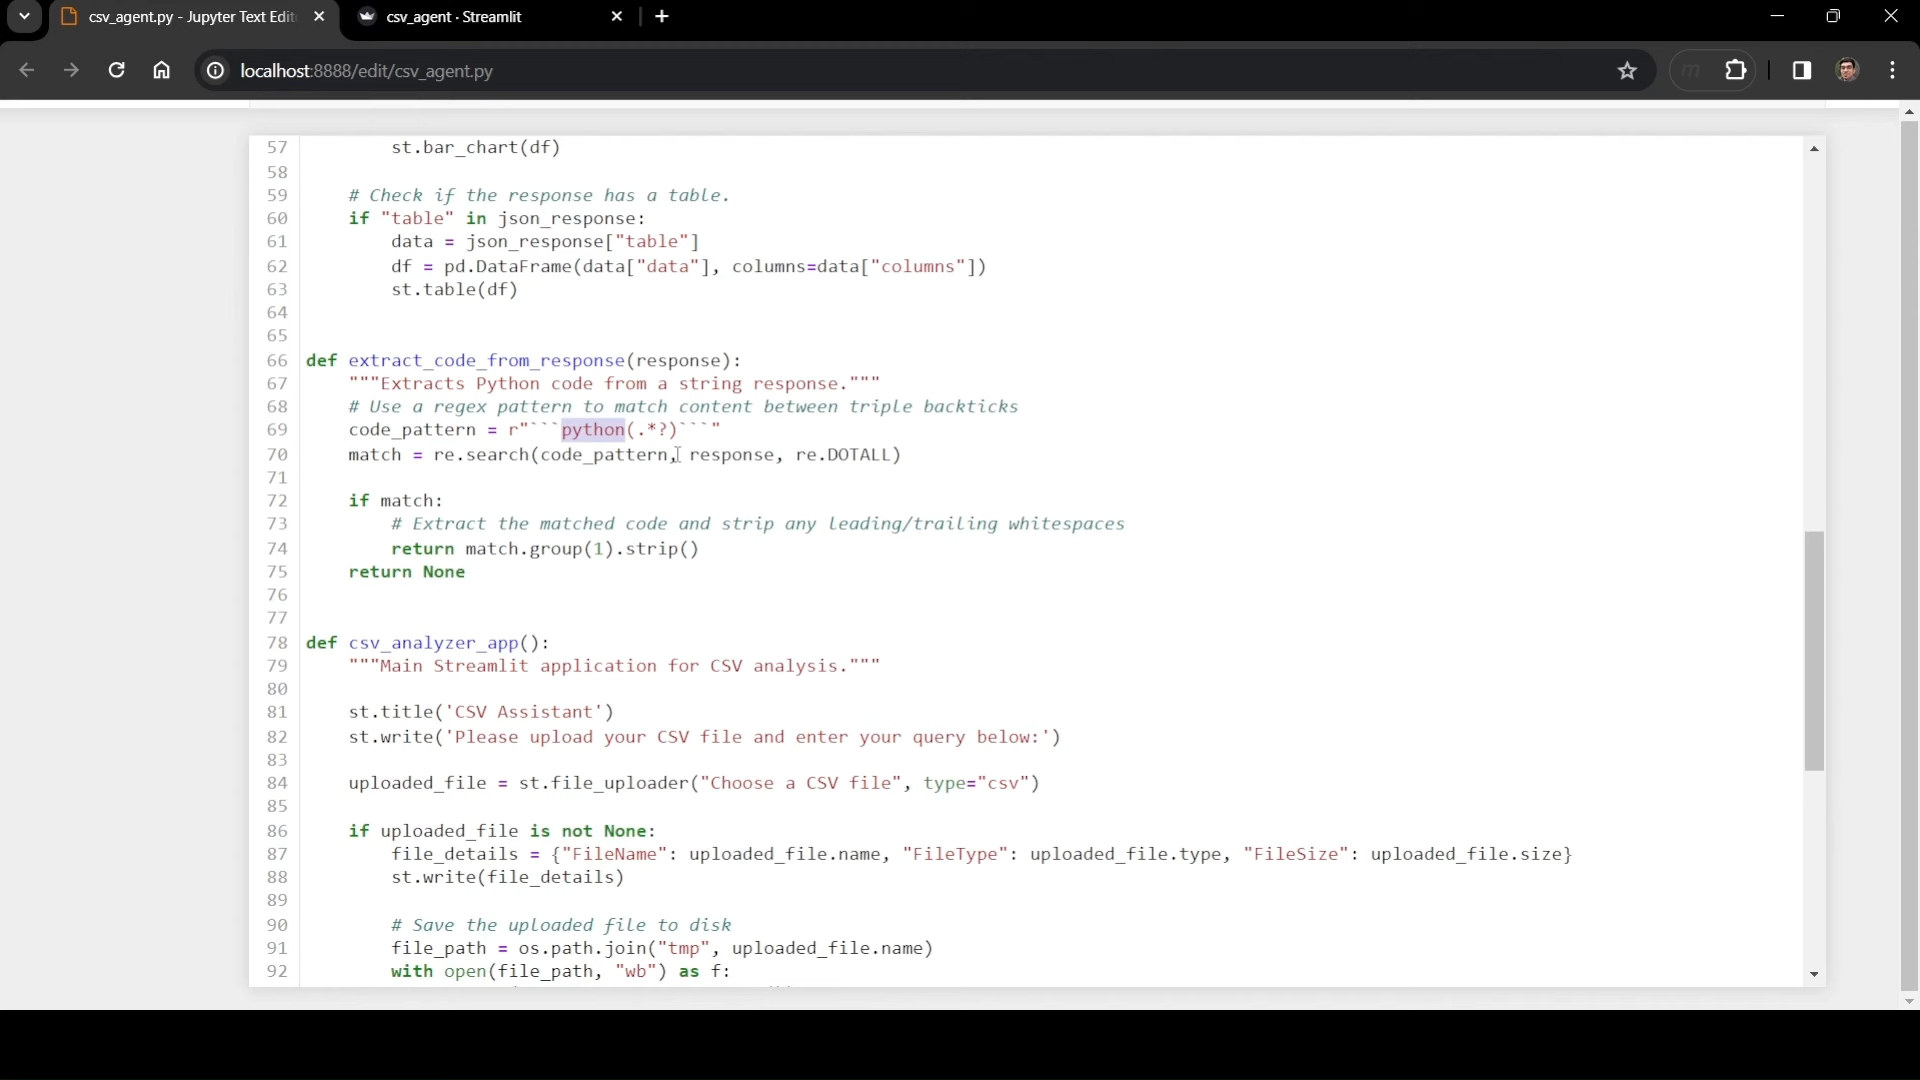 csv_agent.py - Jupyter Text Edit
csv_agent · Streamlit
localhost:8888/edit/csv_agent.py
57 st.bar_chart(df)
58
59 # Check if the response has a table.
60 if "table" in json_response:
61 data = json_response["table"]
62 df = pd.DataFrame(data["data"], columns=data["columns"])
63 st.table(df)
64
65
66 def extract_code_from_response(response):
67 """Extracts Python code from a string response."""
68 # Use a regex pattern to match content between triple backticks
69 code_pattern = r"```python(.*?)```"
70 match = re.search(code_pattern, response, re.DOTALL)
71
72 if match:
73 # Extract the matched code and strip any leading/trailing whitespaces
74 return match.group(1).strip()
75 return None
76
77
78 def csv_analyzer_app():
79 """Main Streamlit application for CSV analysis."""
80
81 st.title('CSV Assistant')
82 st.write('Please upload your CSV file and enter your query below:')
83
84 uploaded_file = st.file_uploader("Choose a CSV file", type="csv")
85
86 if uploaded_file is not None:
87 file_details = {"FileName": uploaded_file.name, "FileType": uploaded_file.type, "FileSize": uploaded_file.size}
88 st.write(file_details)
89
90 # Save the uploaded file to disk
91 file_path = os.path.join("tmp", uploaded_file.name)
92 with open(file_path, "wb") as f: